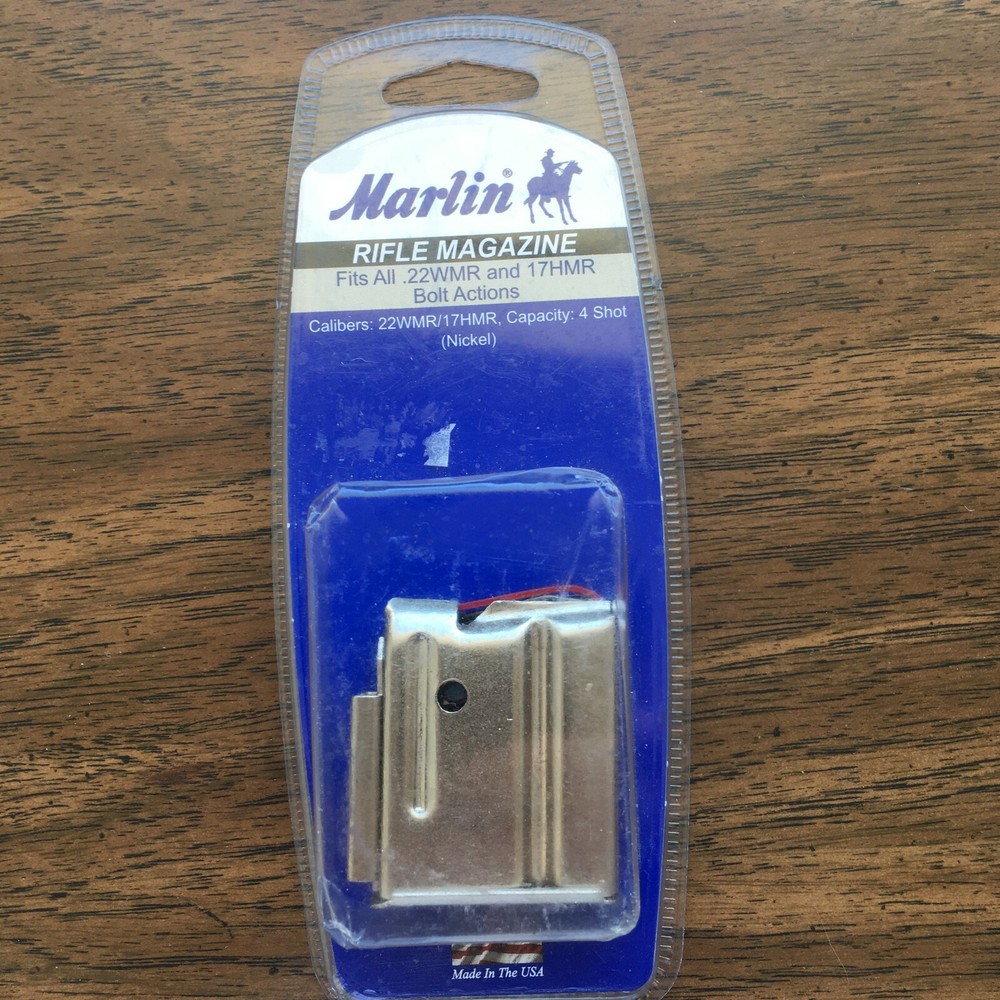 Marlin®
RIFLE MAGAZINE
Fits All .22WMR and 17HMR
Bolt Actions
Calibers: 22WMR/17HMR, Capacity: 4 Shot
(Nickel)
Made In The USA